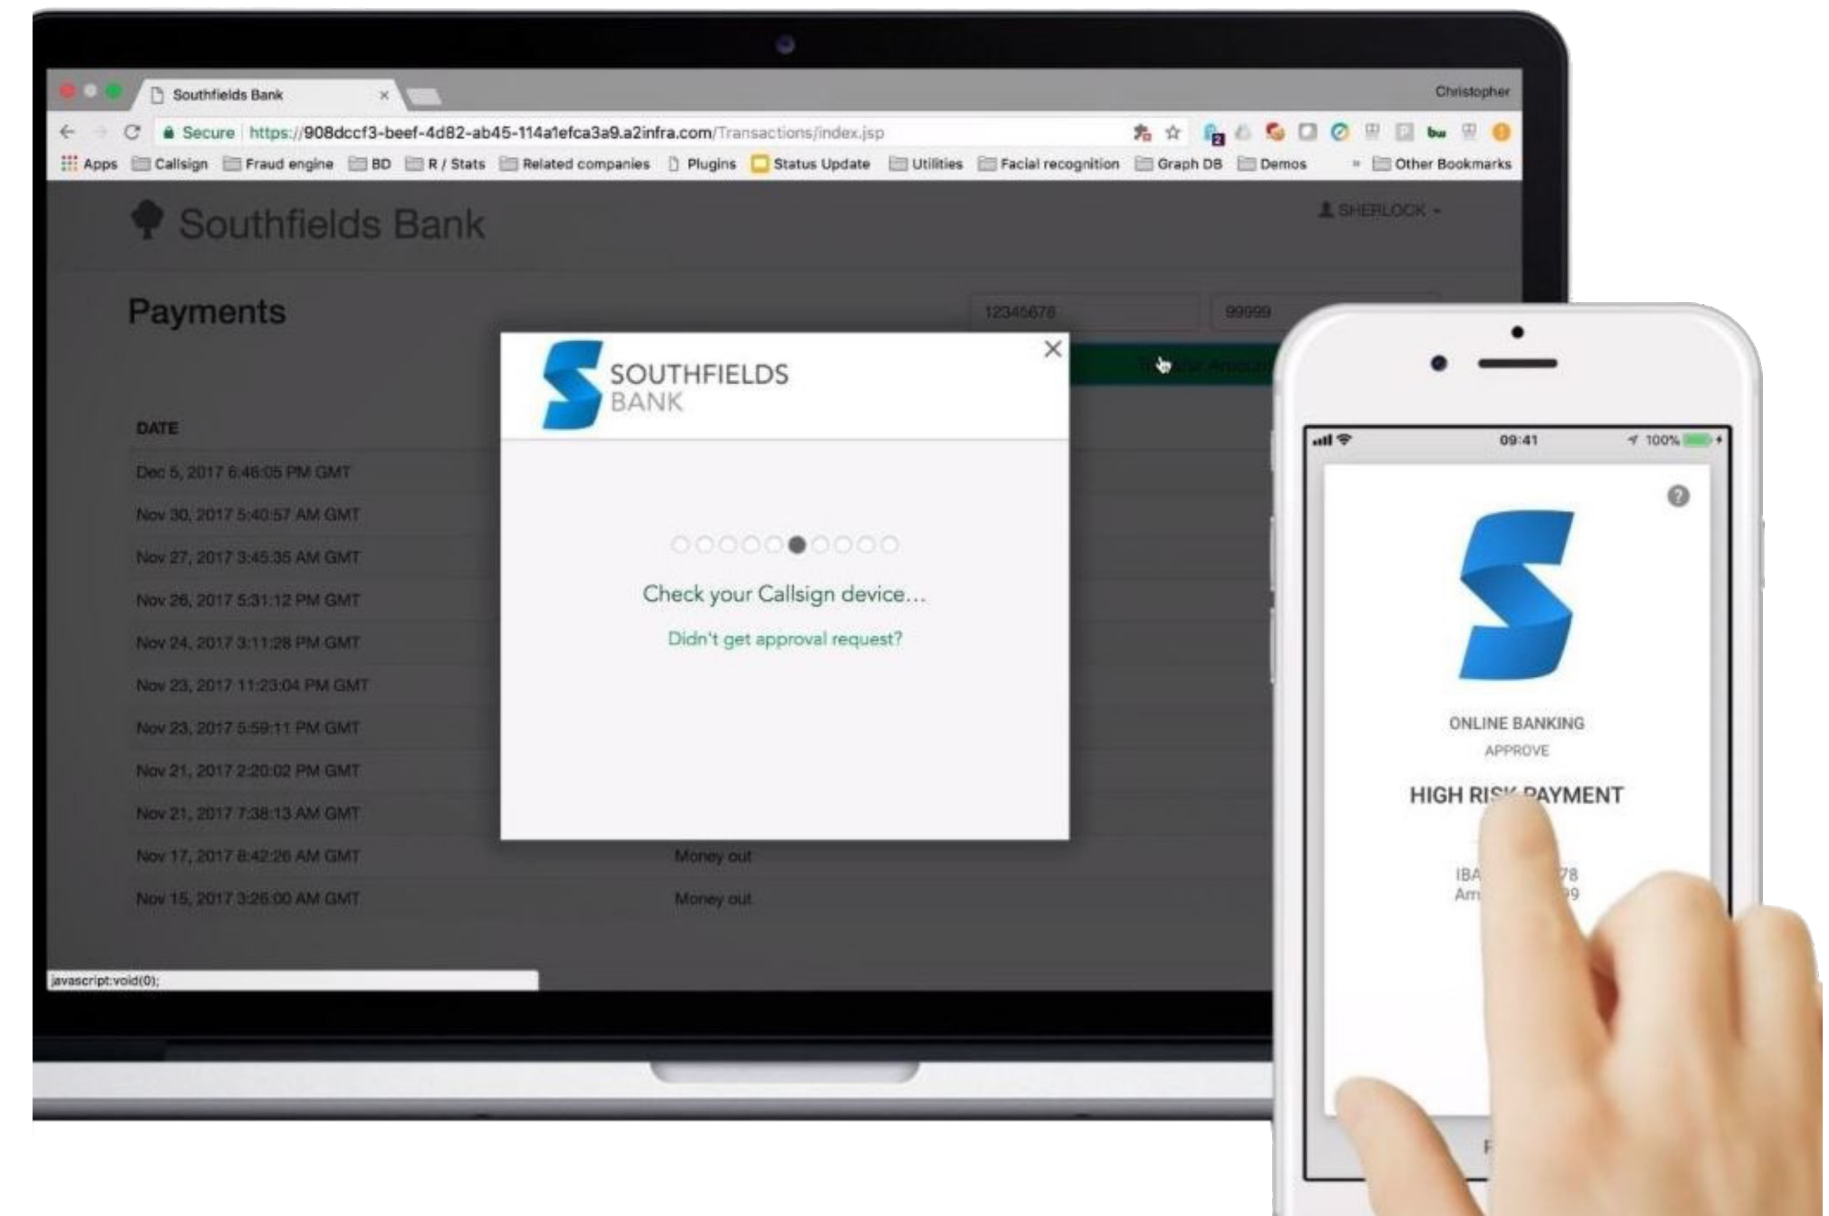 Southfields Bank
Christopher
Secure https://908dccf3-beef-4d82-ab45-114a1efca3a9.a2infra.com/Transactions/index.jsp
Apps Callsign Fraud engine BD R / Stats Related companies Plugins Status Update Utilities Facial recognition Graph DB Demos » Other Bookmarks
Southfields Bank
SHERLOCK
Payments
12345678 99999
DATE
Dec 5, 2017 6:46:05 PM GMT
Nov 30, 2017 5:40:57 AM GMT
Nov 27, 2017 3:45:35 AM GMT
Nov 26, 2017 5:31:12 PM GMT
Nov 24, 2017 3:11:28 PM GMT
Nov 23, 2017 11:23:04 PM GMT
Nov 23, 2017 5:59:11 PM GMT
Nov 21, 2017 2:20:02 PM GMT
Nov 21, 2017 7:38:13 AM GMT
Nov 17, 2017 8:42:26 AM GMT Money out
Nov 15, 2017 3:26:00 AM GMT Money out
javascript:void(0);
SOUTHFIELDS
BANK
Check your Callsign device...
Didn't get approval request?
09:41 100%
?
ONLINE BANKING
APPROVE
HIGH RISK PAYMENT